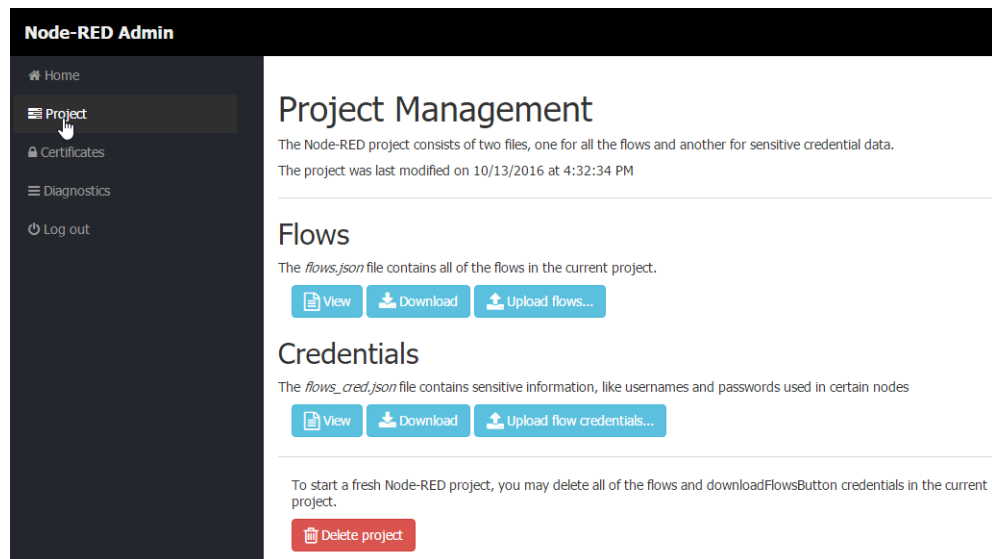 Node-RED Admin
Home
Project
Certificates
Diagnostics
Log out
Project Management
The Node-RED project consists of two files, one for all the flows and another for sensitive credential data.
The project was last modified on 10/13/2016 at 4:32:34 PM
Flows
The flows.json file contains all of the flows in the current project.
View Download Upload flows...
Credentials
The flows_cred.json file contains sensitive information, like usernames and passwords used in certain nodes
View Download Upload flow credentials...
To start a fresh Node-RED project, you may delete all of the flows and downloadFlowsButton credentials in the current
project.
Delete project